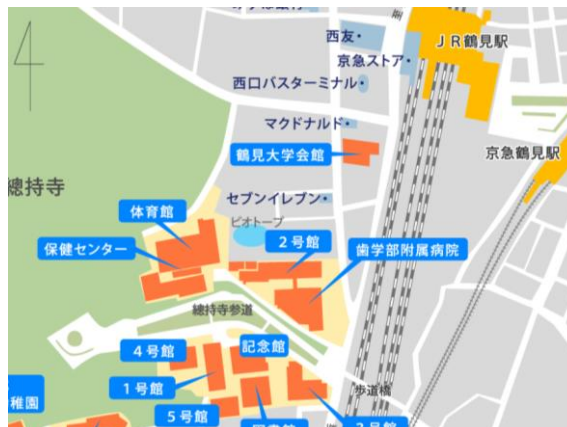 西友・
JR鶴見駅
京急ストア・
西口バスターミナル・
マクドナルド・
鶴見大学会館
京急鶴見駅
總持寺
セブンイレブン・
体育館
ビオトープ
保健センター
2号館
歯学部附属病院
總持寺参道
記念館
4号館
1号館
歩道橋
稚園
5号館
3号館